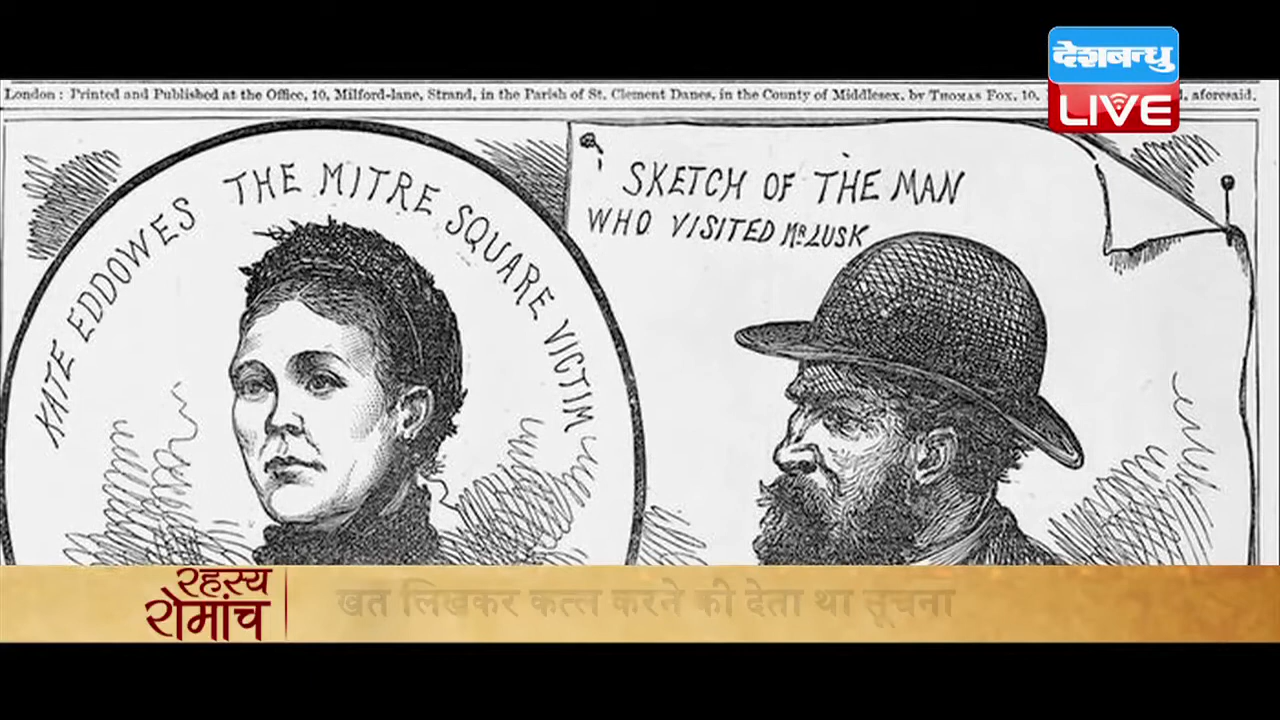 देशबन्धु
LIVE
London: Printed and Published at the Office, 10, Milford-lane, Strand, in the Parish of St. Clement Danes, in the County of Middlesex, by THOMAS FOX, 10, aforesaid.
KATE EDDOWES THE MITRE SQUARE VICTIM
SKETCH OF THE MAN
WHO VISITED MR LUSK
रहस्य
रोमांच
खत लिखकर कत्ल करने की देता था सूचना